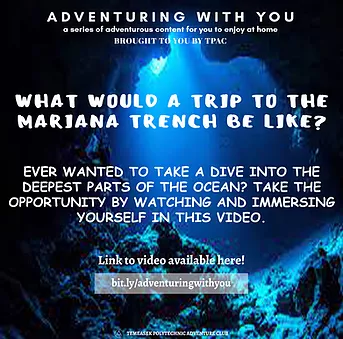 ADVENTURING WITH YOU
a series of adventurous content for you to enjoy at home
BROUGHT TO YOU BY TPAC
WHAT WOULD A TRIP TO THE
MARIANA TRENCH BE LIKE?
EVER WANTED TO TAKE A DIVE INTO THE
DEEPEST PARTS OF THE OCEAN? TAKE THE
OPPORTUNITY BY WATCHING AND IMMERSING
YOURSELF IN THIS VIDEO.
Link to video available here!
bit.ly/adventuringwithyou
TEMEASEK POLYTECHNIC ADVENTURE CLUB